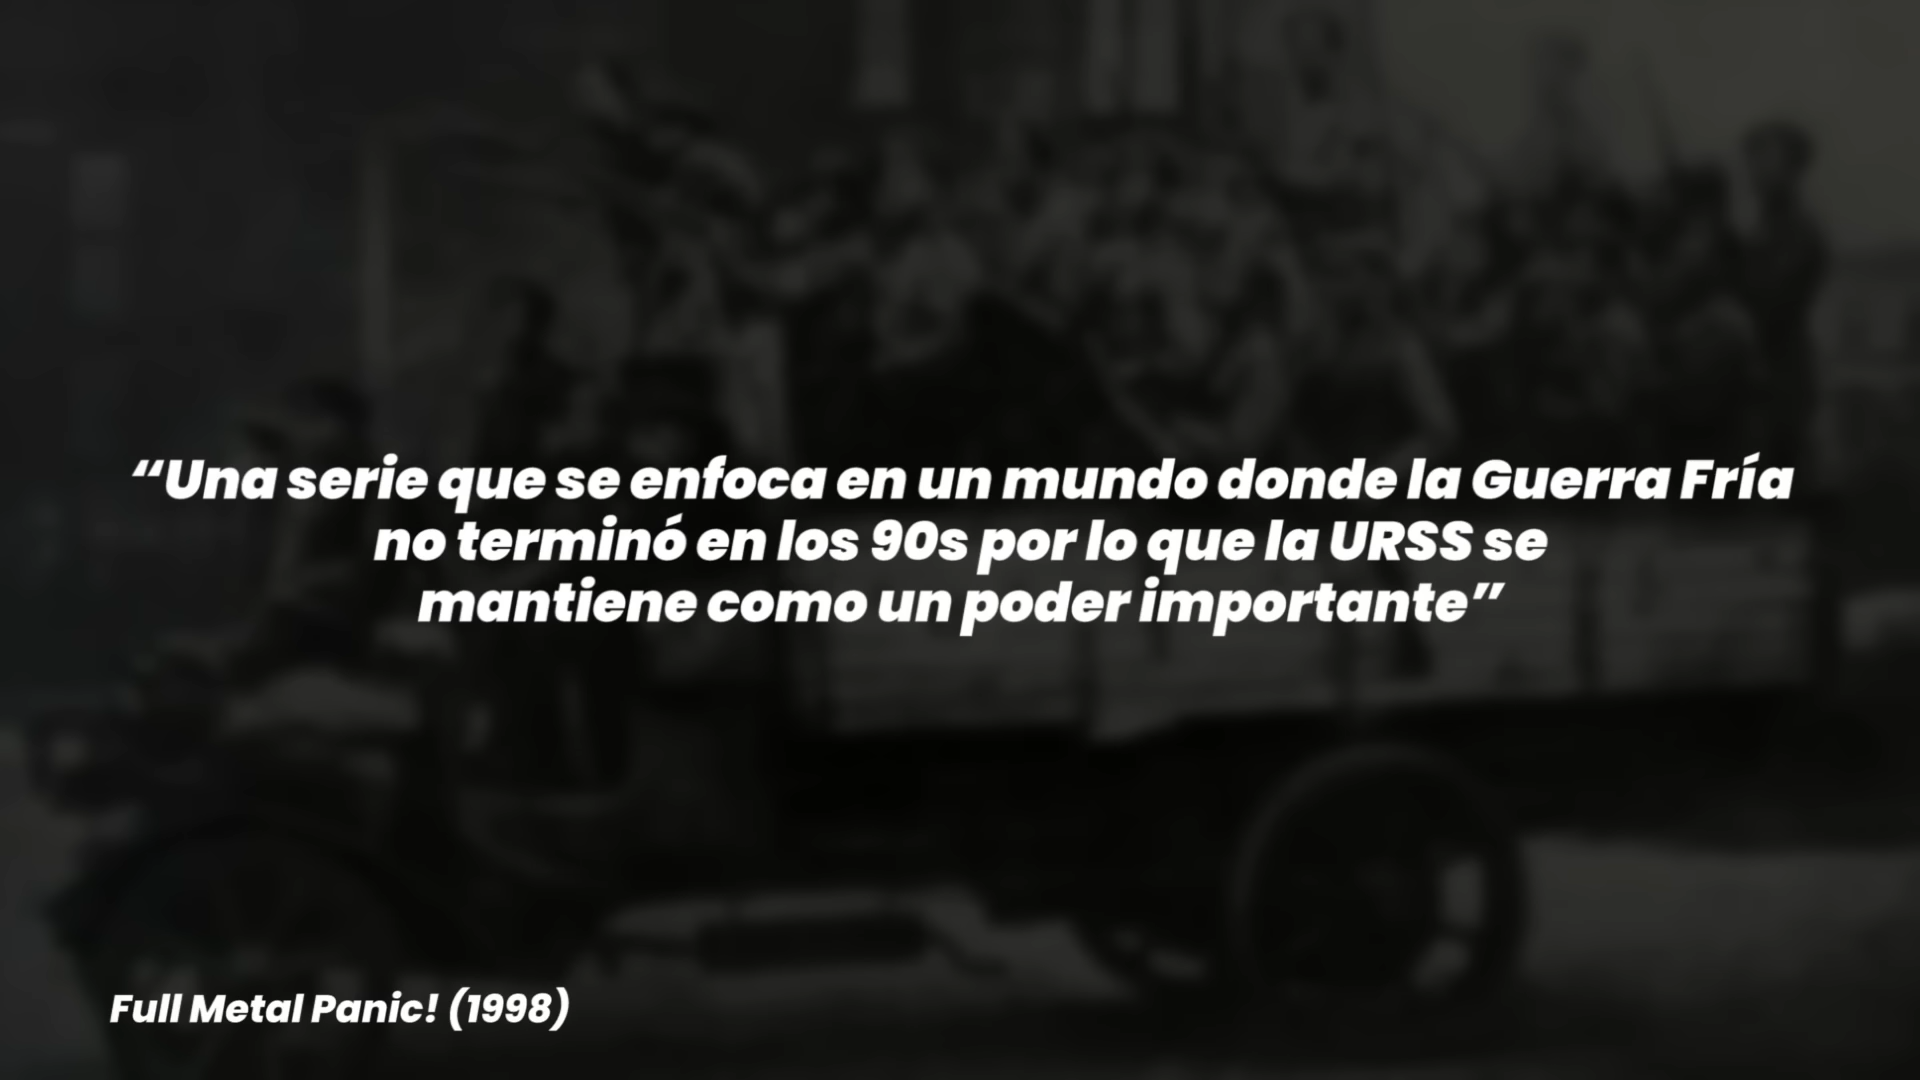 “Una serie que se enfoca en un mundo donde la Guerra Fría
no terminó en los 90s por lo que la URSS se
mantiene como un poder importante”
Full Metal Panic! (1998)